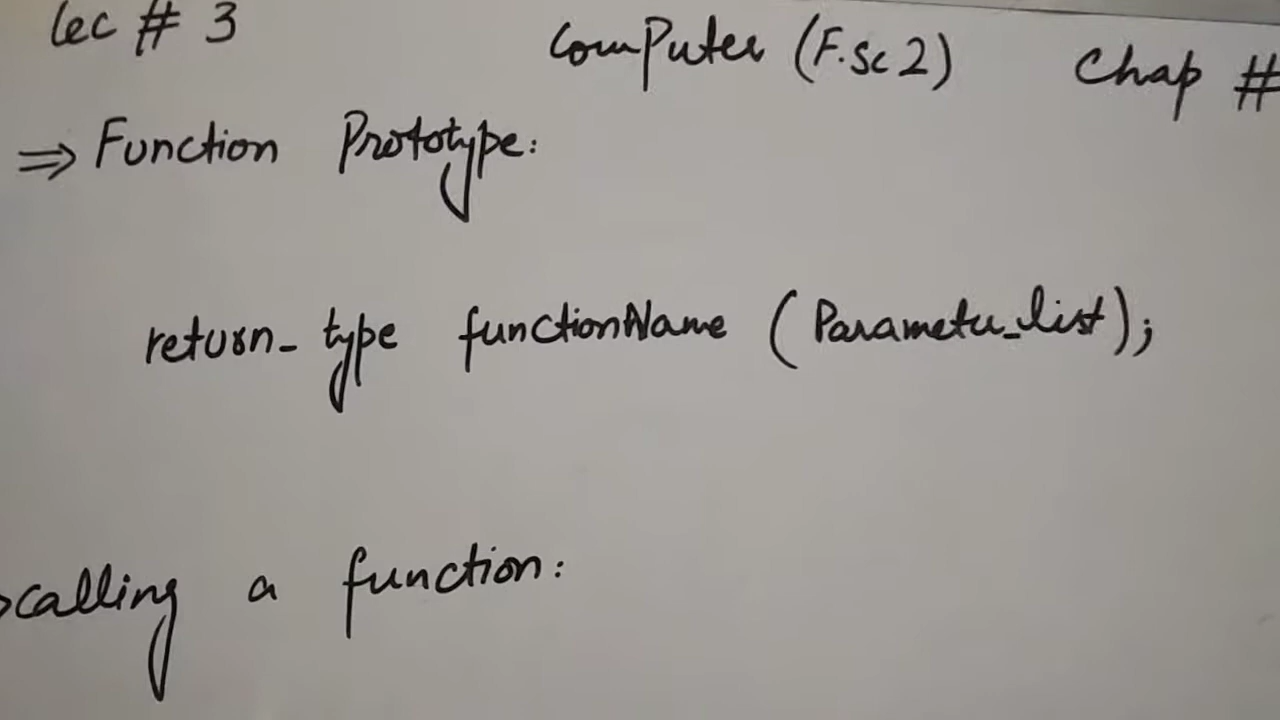 Lec # 3
Computer (F.Sc 2) Chap #
⇒ Function Prototype:
return_type functionName (Parameter_list);
calling a function: